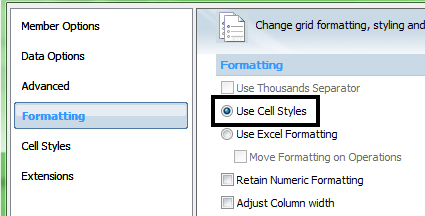 Member Options
Data Options
Advanced
Formatting
Cell Styles
Extensions
Change grid formatting, styling and
Formatting
Use Thousands Separator
Use Cell Styles
Use Excel Formatting
Move Formatting on Operations
Retain Numeric Formatting
Adjust Column width